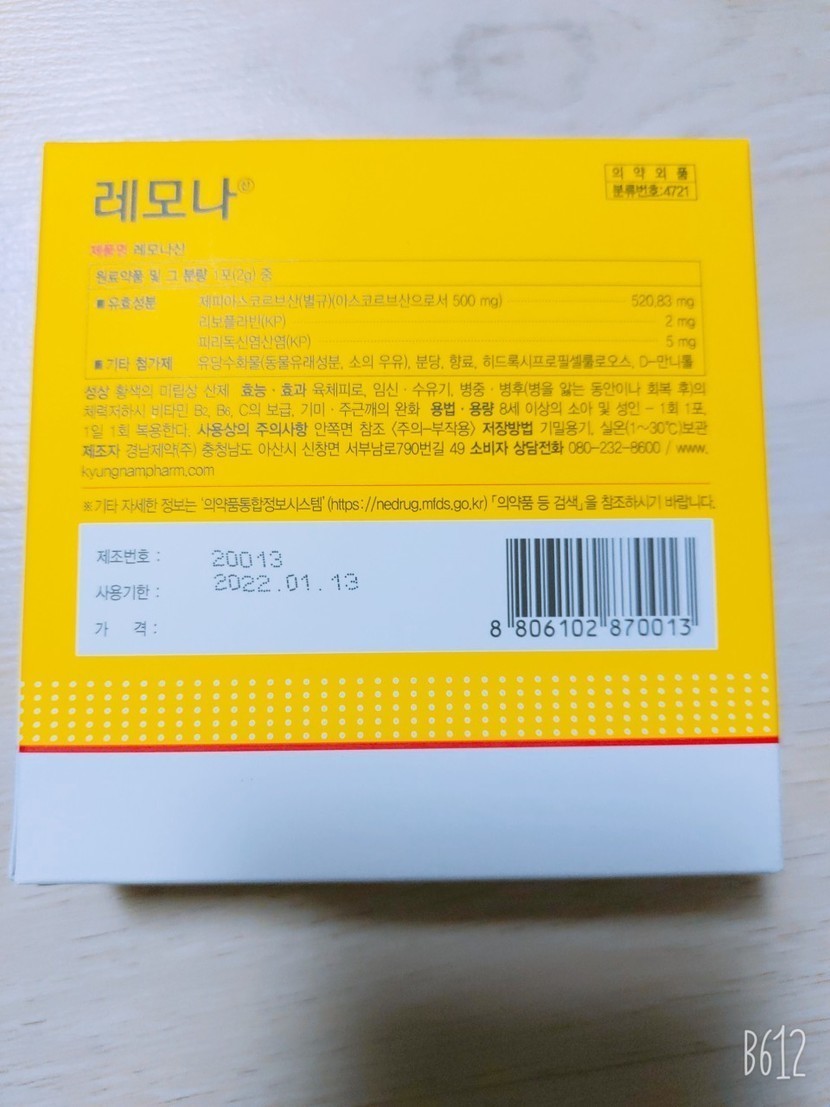 레모나 산
의 약 외 품
분류번호:4721
제품명 레모나산
원료약품 및 그 분량 1포(2g) 중
■유효성분 제피아스코르브산(별규)(아스코르브산으로서 500 mg) 520.83 mg
리보플라빈(KP) 2 mg
피리독신염산염(KP) 5 mg
■기타 첨가제 유당수화물(동물유래성분, 소의 우유), 분당, 향료, 히드록시프로필셀룰로오스, D-만니톨
성상 황색의 미립상 산제 효능·효과 육체피로, 임신·수유기, 병중·병후(병을 앓는 동안이나 회복 후)의
체력저하시 비타민 B2, B6, C의 보급, 기미·주근깨의 완화 용법·용량 8세 이상의 소아 및 성인 - 1회 1포,
1일 1회 복용한다. 사용상의 주의사항 안쪽면 참조 〈주의-부작용〉 저장방법 기밀용기, 실온(1~30℃)보관
제조자 경남제약(주) 충청남도 아산시 신창면 서부남로790번길 49 소비자 상담전화 080-232-8600 / www.
kyungnampharm.com
※기타 자세한 정보는 '의약품통합정보시스템'(https://nedrug.mfds.go.kr) 「의약품 등 검색」을 참조하시기 바랍니다.
제조번호 : 20013
사용기한 : 2022.01.13
가 격 :
8 806102 870013
B612